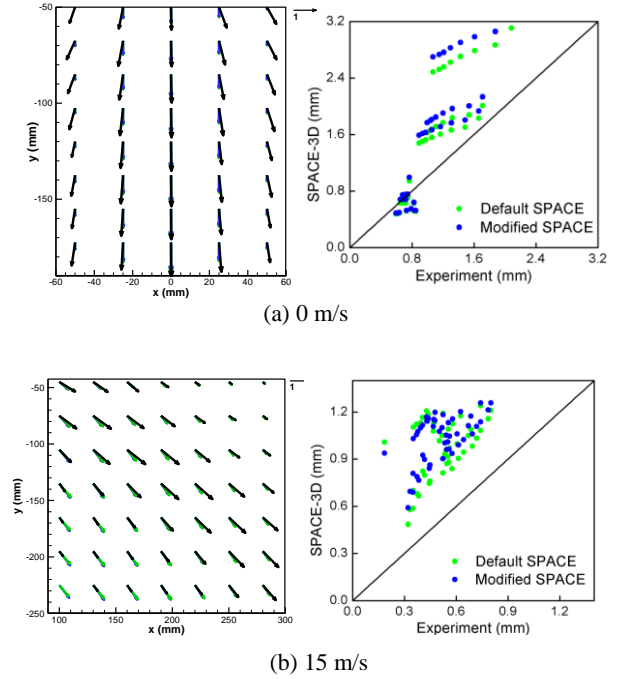 -50
-100
-150
y (mm)
-60 -40 -20 0 20 40 60
x (mm)
1
3.2
2.4
1.6
0.8
0.0
SPACE-3D (mm)
Default SPACE
Modified SPACE
0.0 0.8 1.6 2.4 3.2
Experiment (mm)
(a) 0 m/s
-50
-100
-150
-200
-250
y (mm)
100 150 200 250 300
x (mm)
1
1.2
0.9
0.6
0.3
0.0
SPACE-3D (mm)
Default SPACE
Modified SPACE
0.0 0.3 0.6 0.9 1.2
Experiment (mm)
(b) 15 m/s